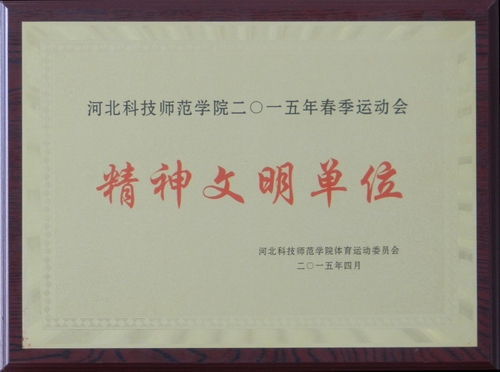 河北科技师范学院二〇一五年春季运动会
精神文明单位
河北科技师范学院体育运动委员会
二〇一五年四月